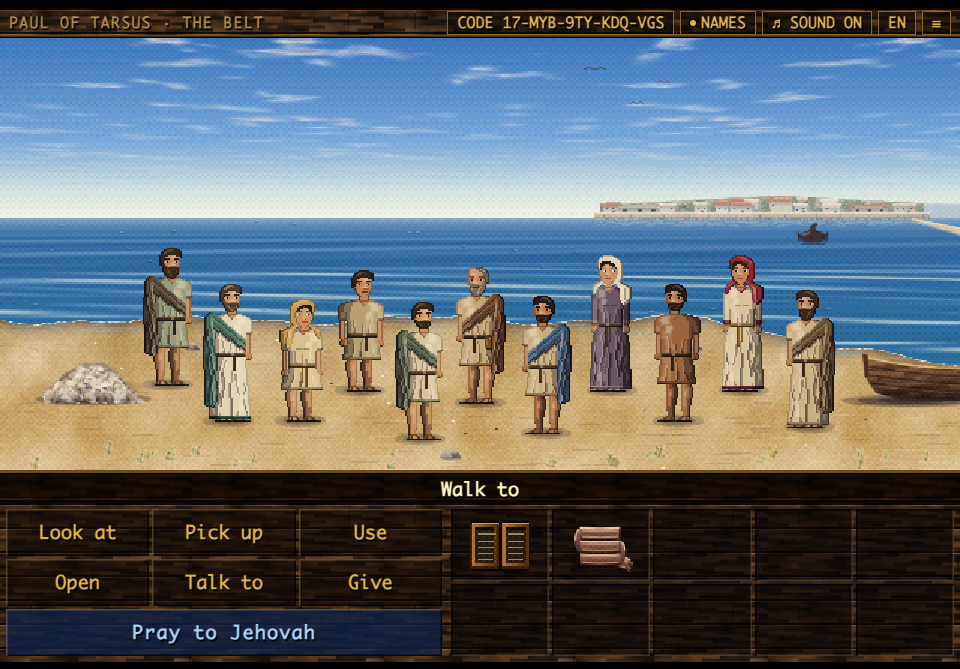 PAUL OF TARSUS · THE BELT
CODE 17-MYB-9TY-KDQ-VGS
• NAMES
♬ SOUND ON
EN
≡
Walk to
Look at
Pick up
Use
Open
Talk to
Give
Pray to Jehovah